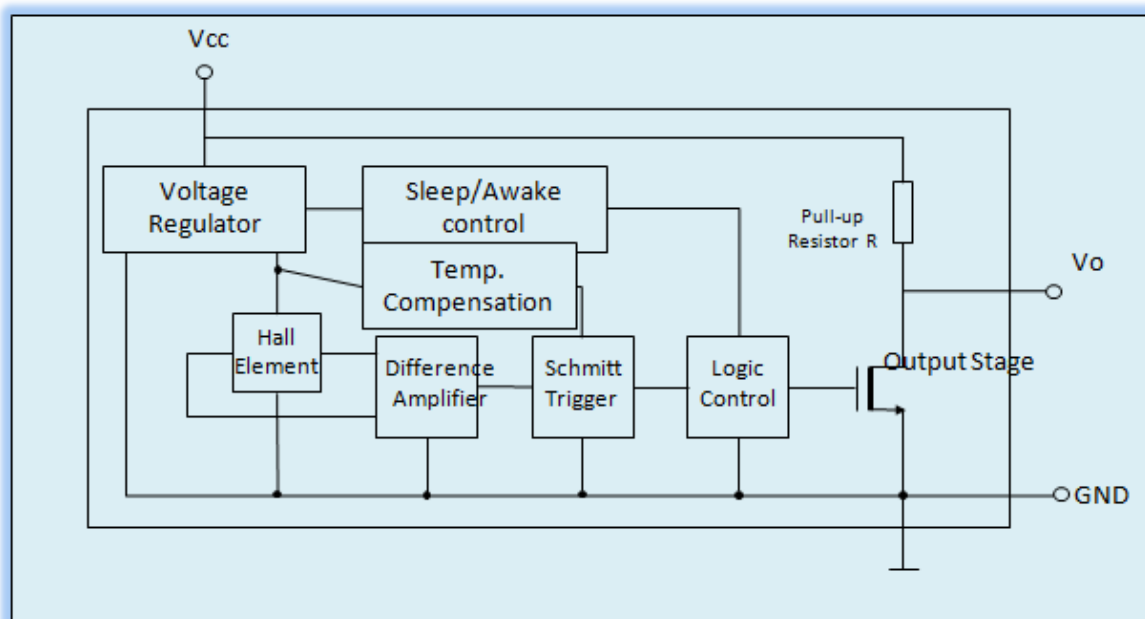 Vcc
Voltage
Regulator
Sleep/Awake
control
Pull-up
Resistor R
Vo
Temp.
Compensation
Hall
Element
Difference
Amplifier
Schmitt
Trigger
Logic
Control
Output Stage
GND